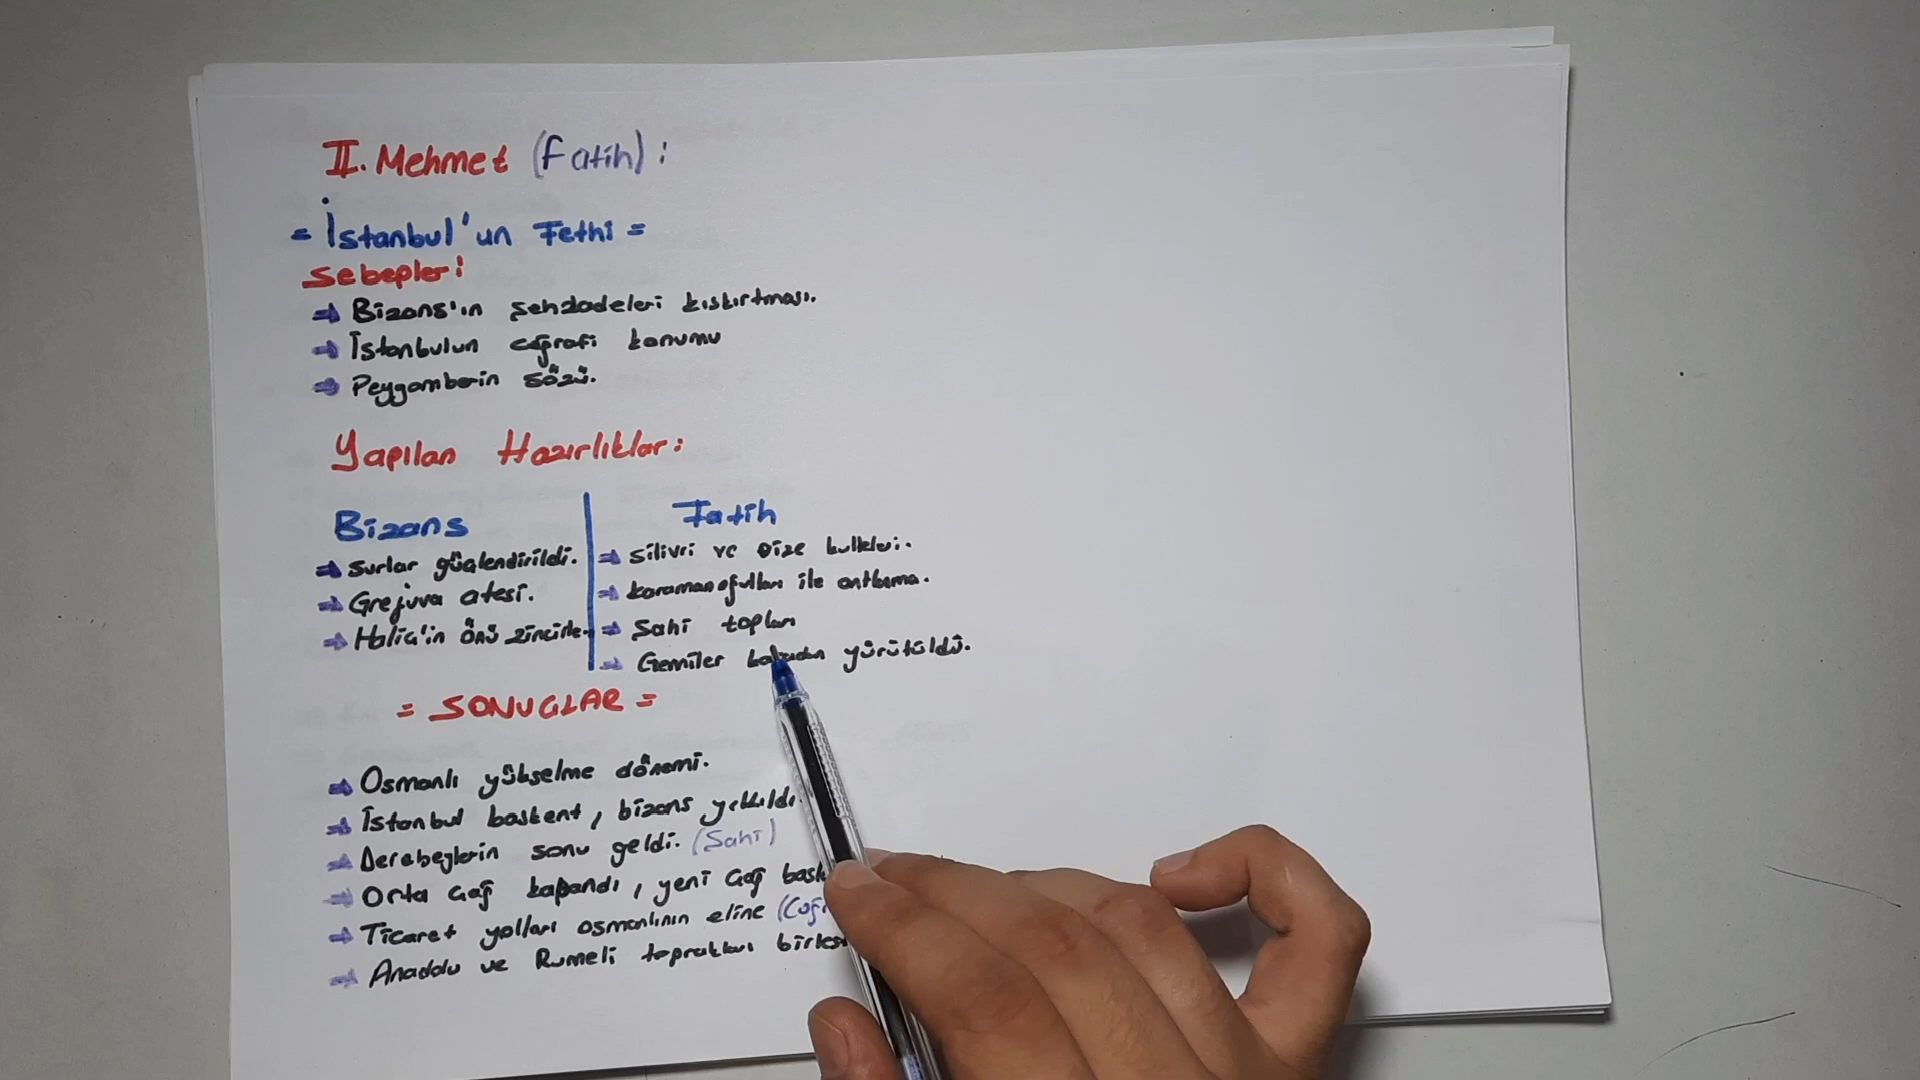 II. Mehmet (Fatih):
= İstanbul'un Fethi =
Sebepler:
⇒ Bizans'ın şehzadeleri kışkırtması.
⇒ İstanbulun coğrafi konumu
⇒ Peygamberin sözü.
Yapılan Hazırlıklar:
Bizans
⇒ Surlar güçlendirildi.
⇒ Grejuva ateşi.
⇒ Haliç'in önü zincirle.
Fatih
⇒ Silivri ve Vize kuleleri.
⇒ Karamanoğulları ile antlaşma.
⇒ Şahi topları
⇒ Gemiler karadan yürütüldü.
= SONUÇLAR =
⇒ Osmanlı yükselme dönemi.
⇒ İstanbul başkent, bizans yıkıldı.
⇒ Derebeylerin sonu geldi. (Şahi)
⇒ Orta Çağ kapandı, yeni Çağ
⇒ Ticaret yolları osmanlının eline
⇒ Anadolu ve Rumeli toprakları